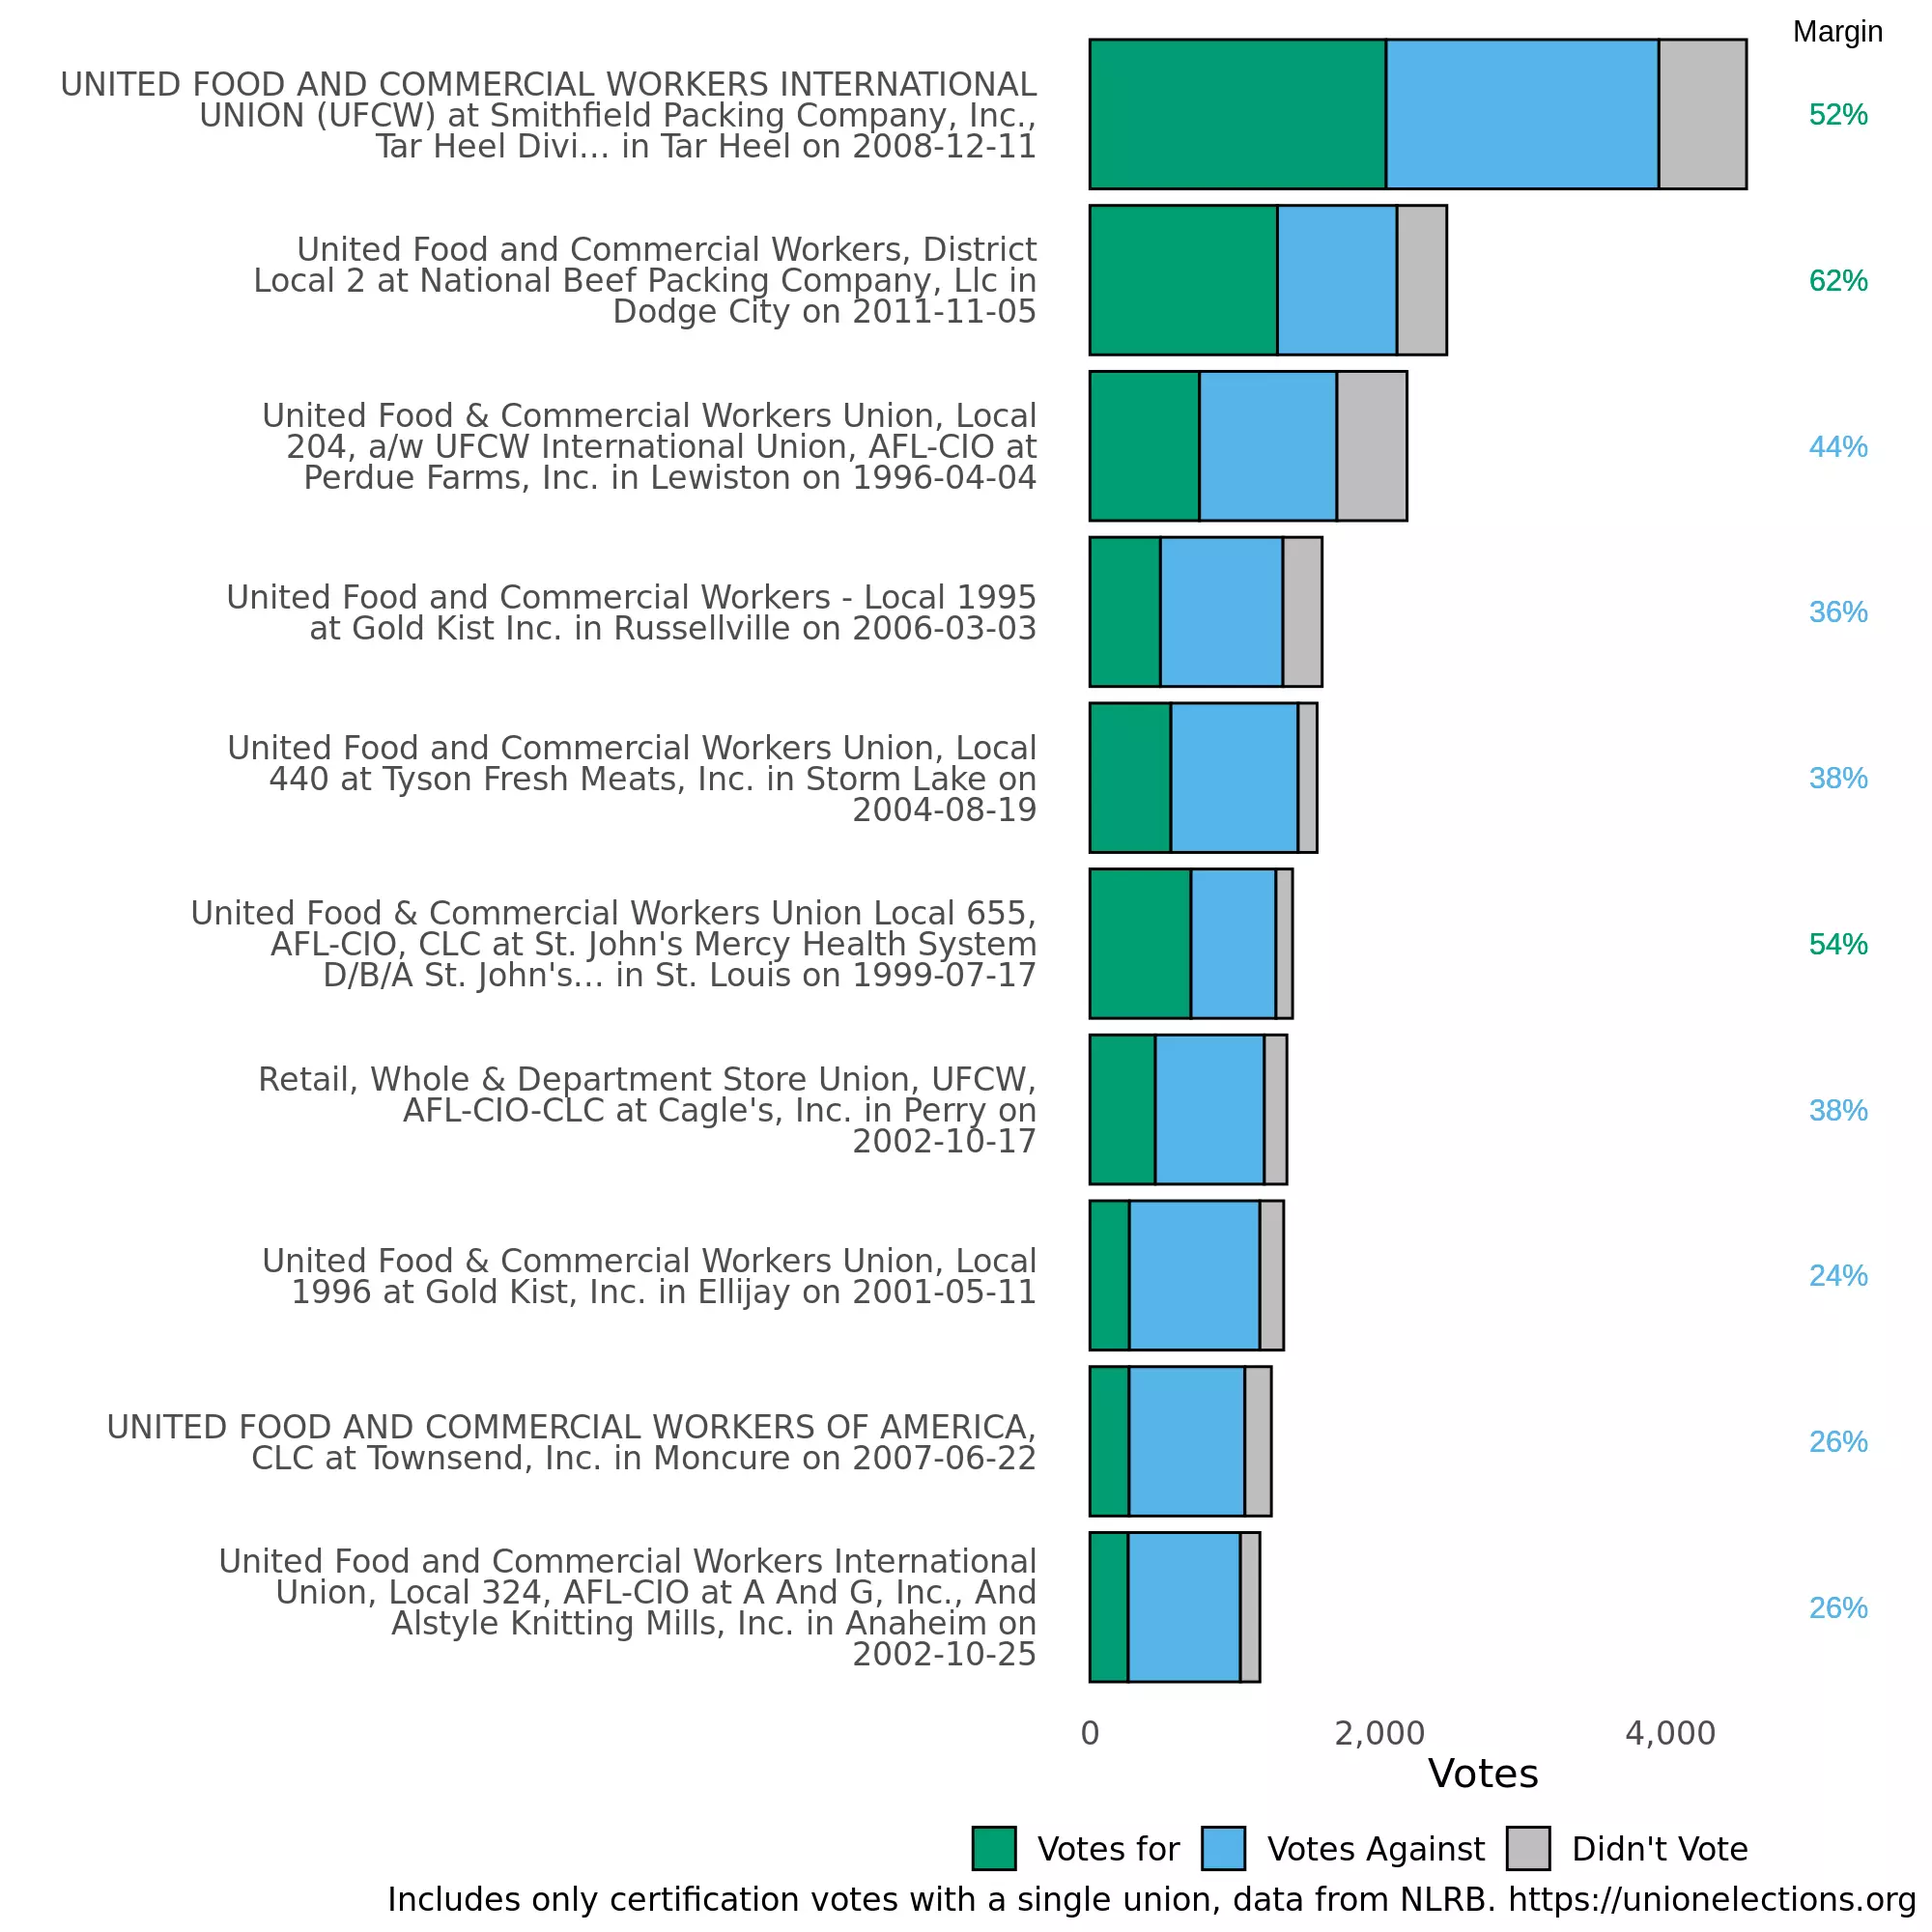 Margin
UNITED FOOD AND COMMERCIAL WORKERS INTERNATIONAL
UNION (UFCW) at Smithfield Packing Company, Inc.,
Tar Heel Divi... in Tar Heel on 2008-12-11
52%
United Food and Commercial Workers, District
Local 2 at National Beef Packing Company, Llc in
Dodge City on 2011-11-05
62%
United Food & Commercial Workers Union, Local
204, a/w UFCW International Union, AFL-CIO at
Perdue Farms, Inc. in Lewiston on 1996-04-04
44%
United Food and Commercial Workers - Local 1995
at Gold Kist Inc. in Russellville on 2006-03-03
36%
United Food and Commercial Workers Union, Local
440 at Tyson Fresh Meats, Inc. in Storm Lake on
2004-08-19
38%
United Food & Commercial Workers Union Local 655,
AFL-CIO, CLC at St. John's Mercy Health System
D/B/A St. John's... in St. Louis on 1999-07-17
54%
Retail, Whole & Department Store Union, UFCW,
AFL-CIO-CLC at Cagle's, Inc. in Perry on
2002-10-17
38%
United Food & Commercial Workers Union, Local
1996 at Gold Kist, Inc. in Ellijay on 2001-05-11
24%
UNITED FOOD AND COMMERCIAL WORKERS OF AMERICA,
CLC at Townsend, Inc. in Moncure on 2007-06-22
26%
United Food and Commercial Workers International
Union, Local 324, AFL-CIO at A And G, Inc., And
Alstyle Knitting Mills, Inc. in Anaheim on
2002-10-25
26%
0 2,000 4,000
Votes
Votes for Votes Against Didn't Vote
Includes only certification votes with a single union, data from NLRB. https://unionelections.org